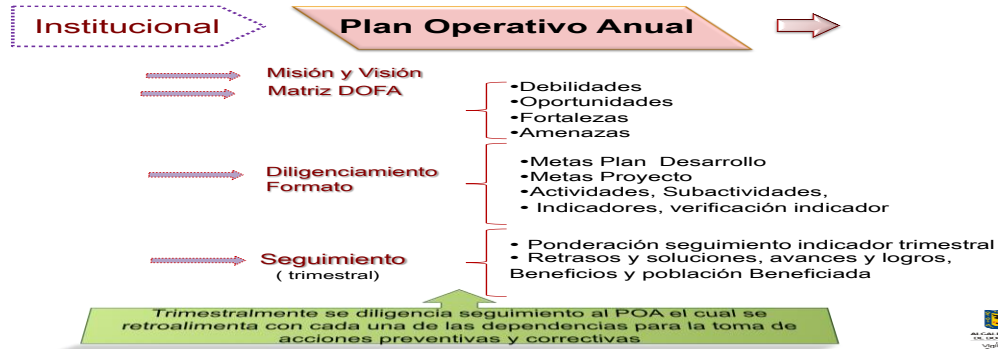 Institucional
Plan Operativo Anual
Misión y Visión
Matriz DOFA
•Debilidades
•Oportunidades
•Fortalezas
•Amenazas
Diligenciamiento
Formato
•Metas Plan Desarrollo
•Metas Proyecto
•Actividades, Subactividades,
• Indicadores, verificación indicador
Seguimiento
( trimestral)
• Ponderación seguimiento indicador trimestral
• Retrasos y soluciones, avances y logros,
Beneficios y población Beneficiada
Trimestralmente se diligencia seguimiento al POA el cual se
retroalimenta con cada una de las dependencias para la toma de
acciones preventivas y correctivas